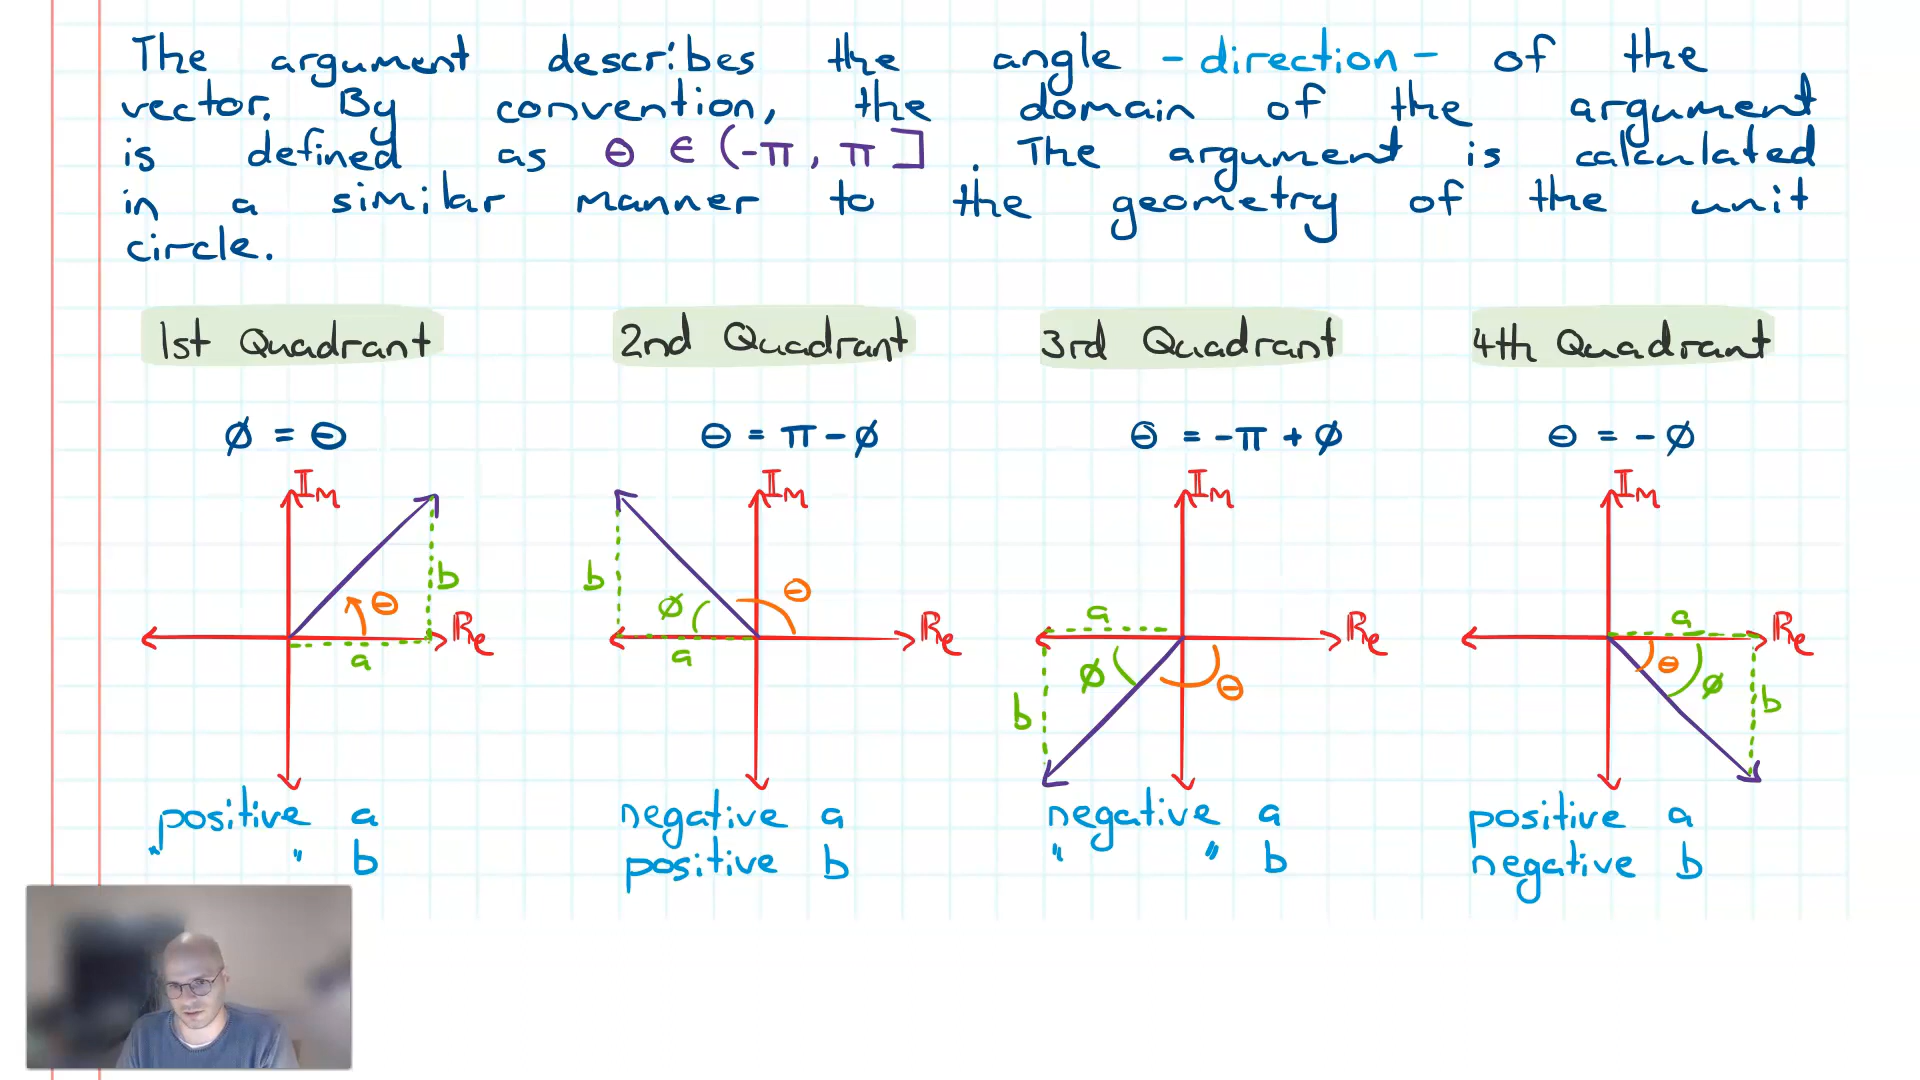 The argument describes the angle - direction - of the
vector. By convention, the domain of the argument
is defined as θ ∈ (-π, π]. The argument is calculated
in a similar manner to the geometry of the unit
circle.
1st Quadrant 2nd Quadrant 3rd Quadrant 4th Quadrant
ø = θ θ = π - ø θ = -π + ø θ = - ø
Im Im Im Im
b θ b ø θ a a
Re Re Re Re
a a ø θ θ ø
b b
positive a negative a negative a positive a
" " b positive b " " b negative b